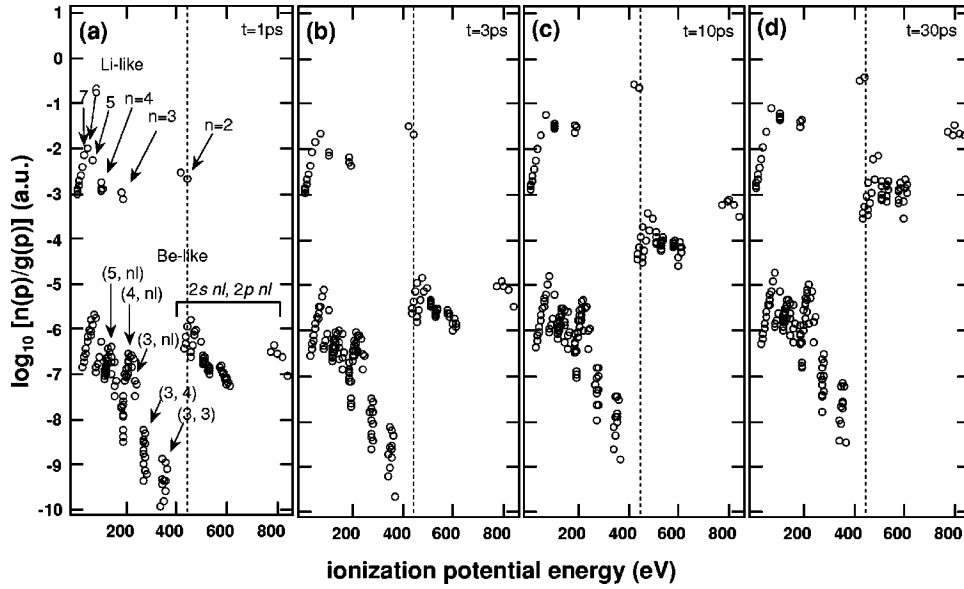 (a) t=1ps
(b) t=3ps
(c) t=10ps
(d) t=30ps
0
-1
-2
-3
-4
-5
-6
-7
-8
-9
-10
log10 [n(p)/g(p)] (a.u.)
Li-like
7 6 5 n=4 n=3 n=2
Be-like
(5, nl)
(4, nl)
(3, nl)
2s nl, 2p nl
(3, 4)
(3, 3)
200 400 600 800
200 400 600 800
200 400 600 800
200 400 600 800
ionization potential energy (eV)